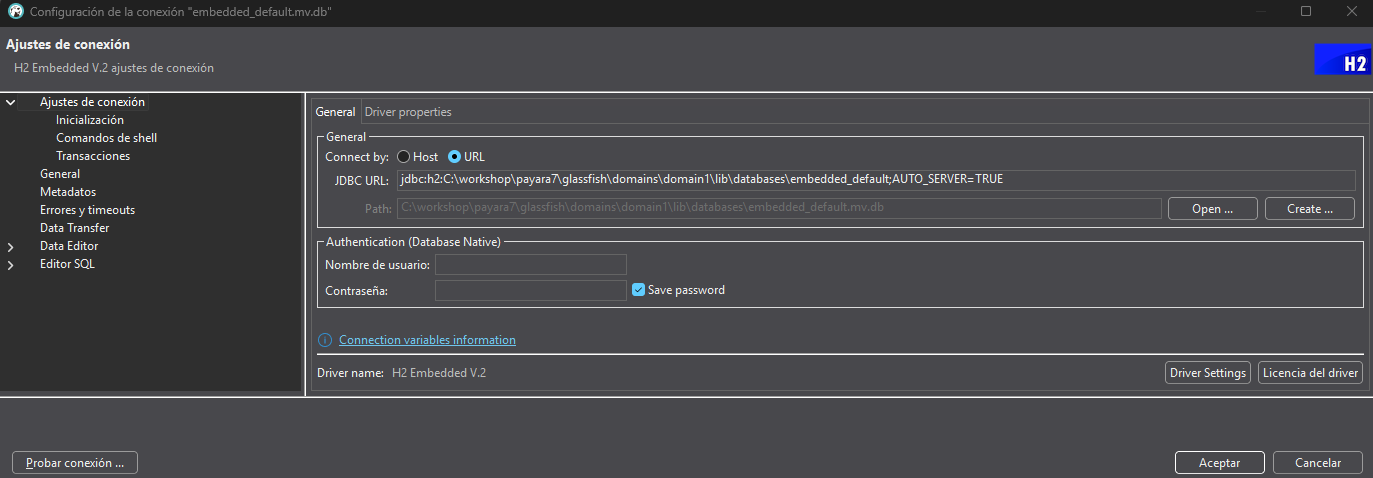 Configuración de la conexión "embedded_default.mv.db"
Ajustes de conexión
H2 Embedded V.2 ajustes de conexión
H2
Ajustes de conexión
Inicialización
Comandos de shell
Transacciones
General
Metadatos
Errores y timeouts
Data Transfer
Data Editor
Editor SQL
General Driver properties
General
Connect by: Host URL
JDBC URL: jdbc:h2:C:\workshop\payara7\glassfish\domains\domain1\lib\databases\embedded_default;AUTO_SERVER=TRUE
Path: C:\workshop\payara7\glassfish\domains\domain1\lib\databases\embedded_default.mv.db Open ... Create ...
Authentication (Database Native)
Nombre de usuario:
Contraseña: Save password
Connection variables information
Driver name: H2 Embedded V.2 Driver Settings Licencia del driver
Probar conexión ... Aceptar Cancelar